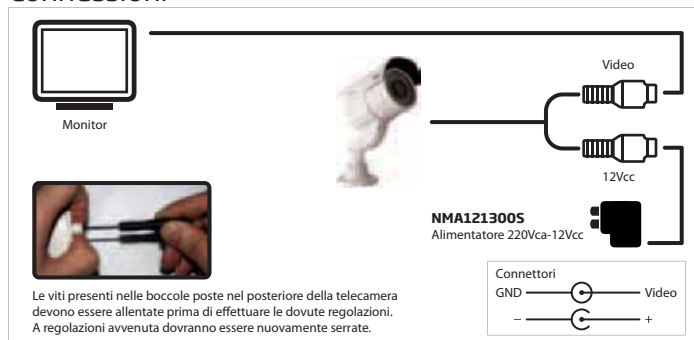 Connessioni
Monitor
Video
12Vcc
NMA121300S
Alimentatore 220Vca-12Vcc
Le viti presenti nelle boccole poste nel posteriore della telecamera
devono essere allentate prima di effettuare le dovute regolazioni.
A regolazioni avvenuta dovranno essere nuovamente serrate.
Connettori
GND Video
– +